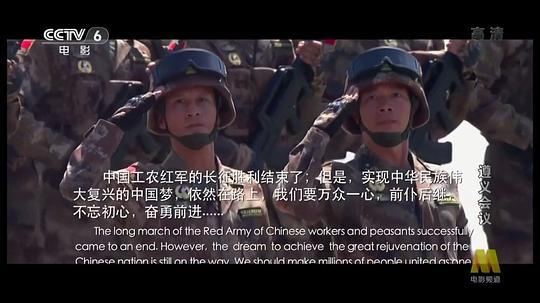 CCTV 6
电影
高清
中国工农红军的长征胜利结束了；但是，实现中华民族伟
大复兴的中国梦，依然在路上，我们要万众一心，前仆后继，
不忘初心，奋勇前进......
遵义会议
The long march of the Red Army of Chinese workers and peasants successfully
came to an end. However, the dream to achieve the great rejuvenation of the
Chinese nation is still on the way. We should make millions of people united as one
电影频道